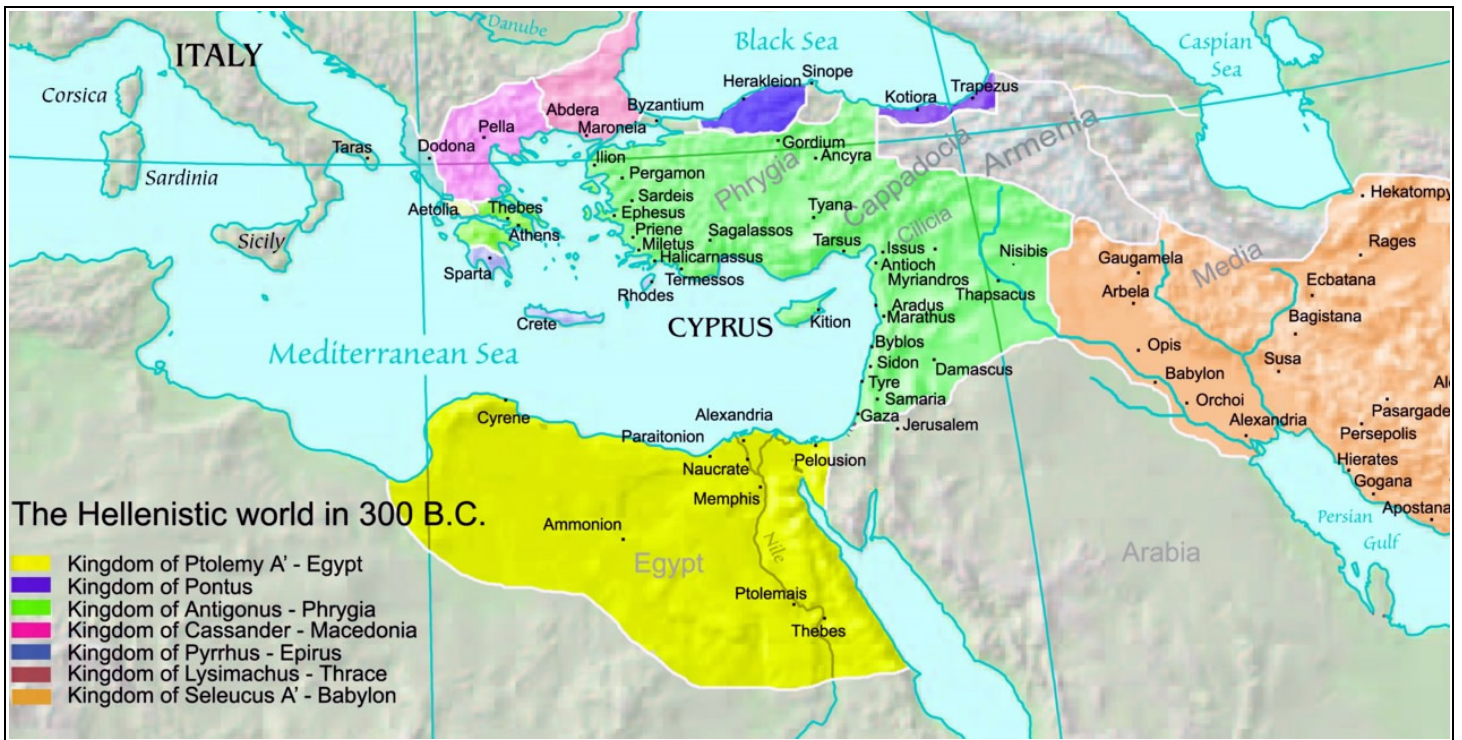 Danube
ITALY
Black Sea
Caspian
Sea
Corsica
Herakleion
Sinope
Trapezus
Kotiora
Abdera
Byzantium
Maroneia
Pella
Taras
Dodona
Gordium
Ancyra
Armenia
Ilion
Phrygia
Cappadocia
Sardinia
Pergamon
Sardeis
Hekatompy
Aetolia
Thebes
Ephesus
Tyana
Athens
Priene
Sagalassos
Cilicia
Sicily
Miletus
Tarsus
Issus
Nisibis
Rages
Halicarnassus
Gaugamela
Media
Sparta
Antioch
Termessos
Myriandros
Ecbatana
Rhodes
Thapsacus
Arbela
Aradus
Marathus
Bagistana
Crete
CYPRUS
Kition
Mediterranean Sea
Byblos
Opis
Sidon
Damascus
Susa
Babylon
Tyre
Al
Samaria
Orchoi
Cyrene
Alexandria
Gaza
Jerusalem
Alexandria
Pasargade
Persepolis
Paraitonion
Pelousion
Naucrate
Hierates
Memphis
Gogana
Apostana
Persian
Gulf
Ammonion
Nile
Egypt
Arabia
Ptolemais
Thebes
The Hellenistic world in 300 B.C.
Kingdom of Ptolemy A' - Egypt
Kingdom of Pontus
Kingdom of Antigonus - Phrygia
Kingdom of Cassander - Macedonia
Kingdom of Pyrrhus - Epirus
Kingdom of Lysimachus - Thrace
Kingdom of Seleucus A' - Babylon